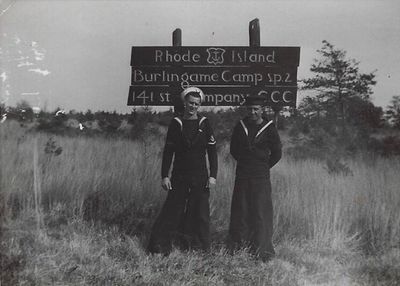 Rhode Island
Burlingame Camp Sp.2
141 st Company CCC